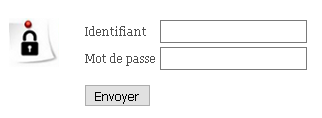 Identifiant
Mot de passe
Envoyer